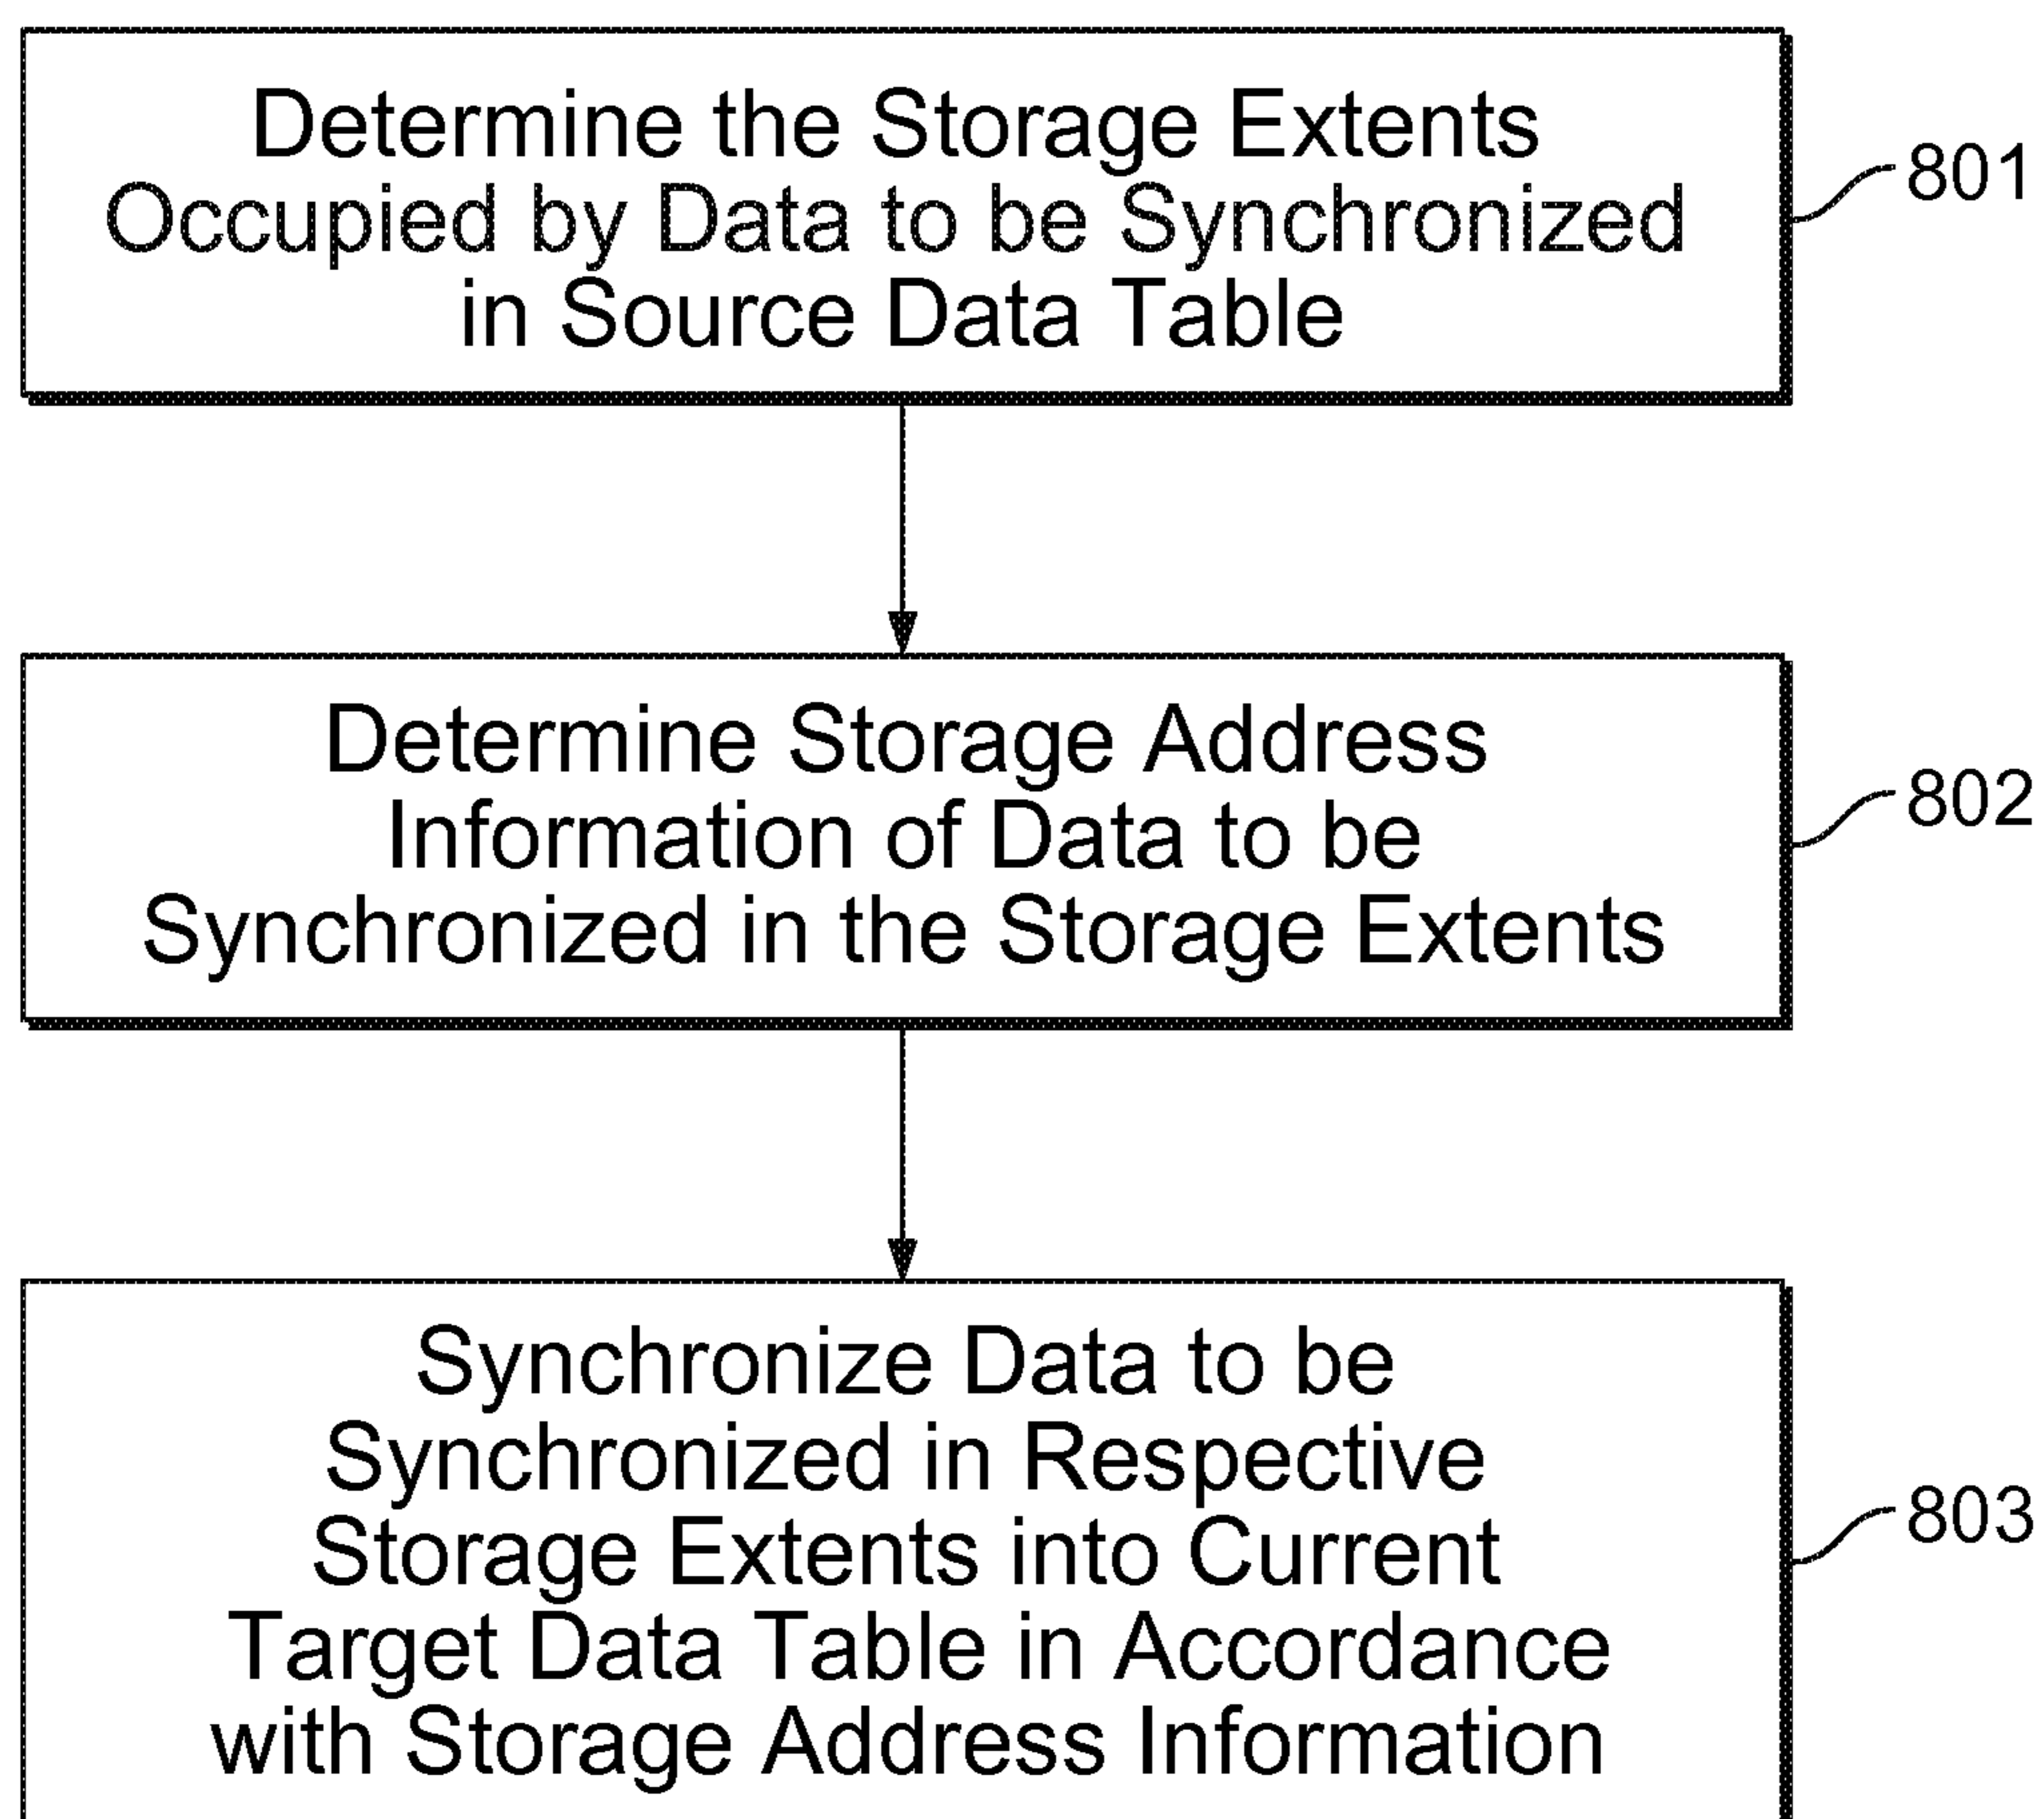 Determine the Storage Extents
Occupied by Data to be Synchronized
in Source Data Table
801
Determine Storage Address
Information of Data to be
Synchronized in the Storage Extents
802
Synchronize Data to be
Synchronized in Respective
Storage Extents into Current
Target Data Table in Accordance
with Storage Address Information
803